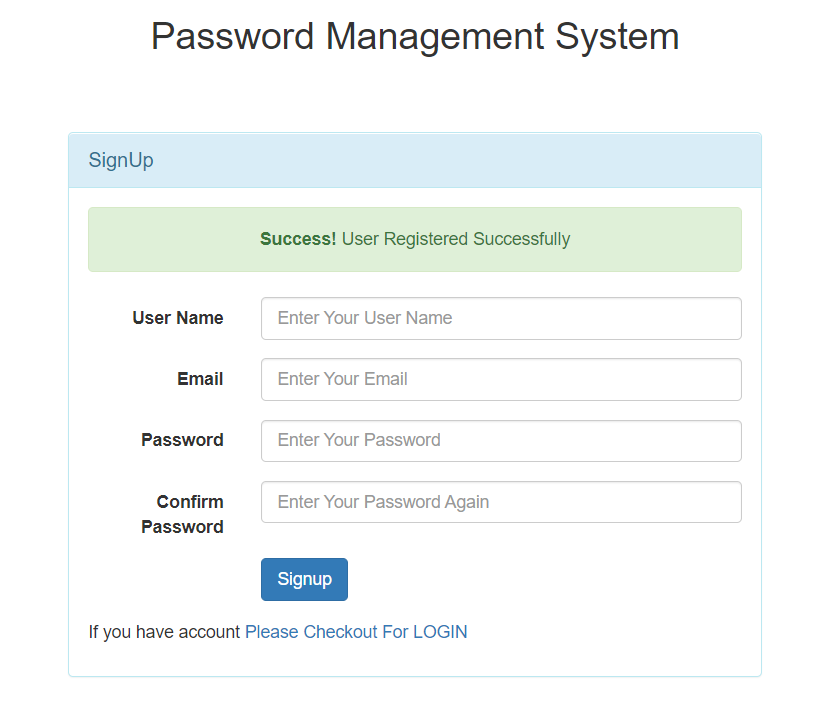 Password Management System
SignUp
Success! User Registered Successfully
User Name Enter Your User Name
Email Enter Your Email
Password Enter Your Password
Confirm Password Enter Your Password Again
Signup
If you have account Please Checkout For LOGIN